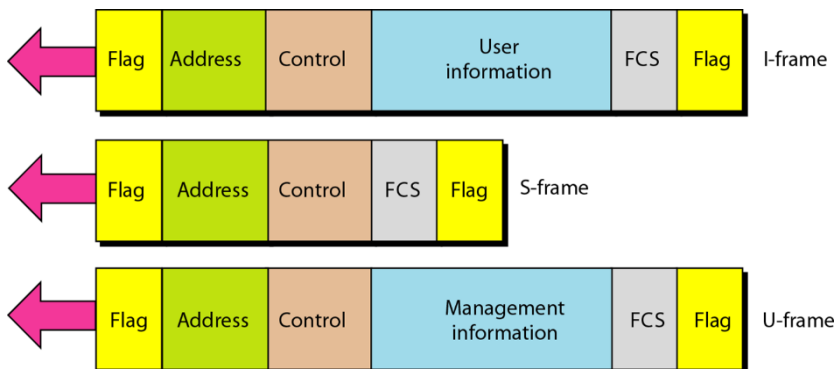 Flag Address Control User information FCS Flag I-frame
Flag Address Control FCS Flag S-frame
Flag Address Control Management information FCS Flag U-frame